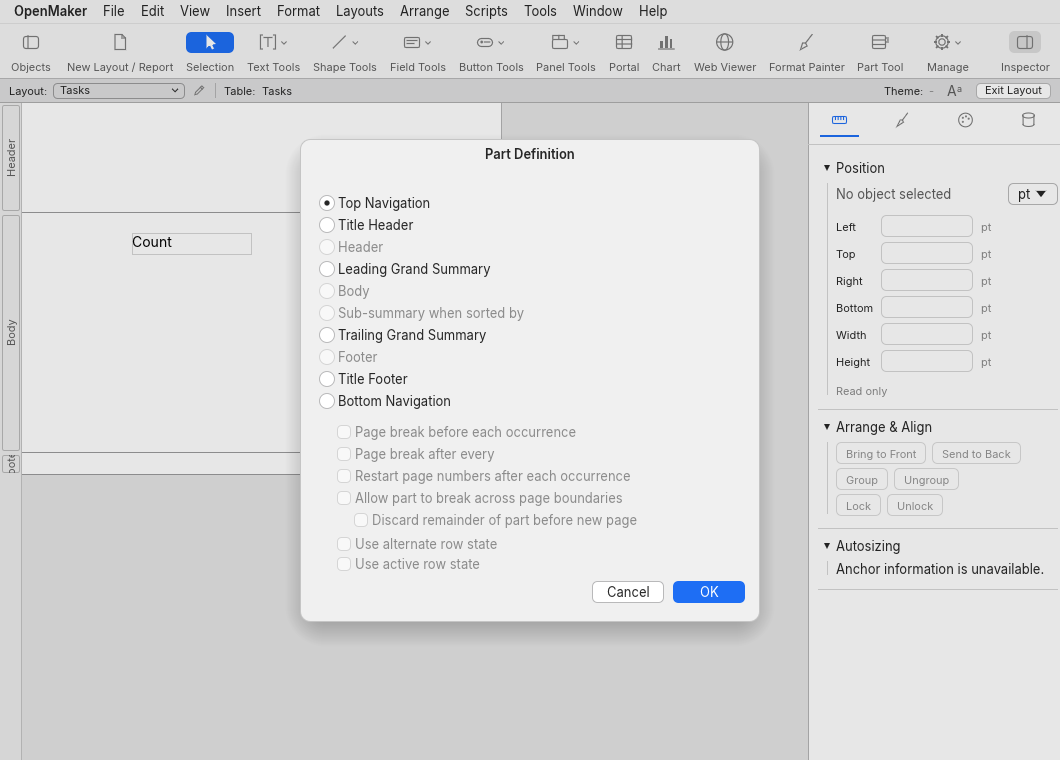 OpenMaker File Edit View Insert Format Layouts Arrange Scripts Tools Window Help
Objects New Layout / Report Selection Text Tools Shape Tools Field Tools Button Tools Panel Tools Portal Chart Web Viewer Format Painter Part Tool Manage Inspector
Layout: Tasks Table: Tasks Theme: - Aa Exit Layout
Header
Body
Count
Part Definition
Top Navigation
Title Header
Header
Leading Grand Summary
Body
Sub-summary when sorted by
Trailing Grand Summary
Footer
Title Footer
Bottom Navigation
Page break before each occurrence
Page break after every
Restart page numbers after each occurrence
Allow part to break across page boundaries
Discard remainder of part before new page
Use alternate row state
Use active row state
Cancel OK
Position
No object selected pt
Left pt
Top pt
Right pt
Bottom pt
Width pt
Height pt
Read only
Arrange & Align
Bring to Front Send to Back
Group Ungroup
Lock Unlock
Autosizing
Anchor information is unavailable.